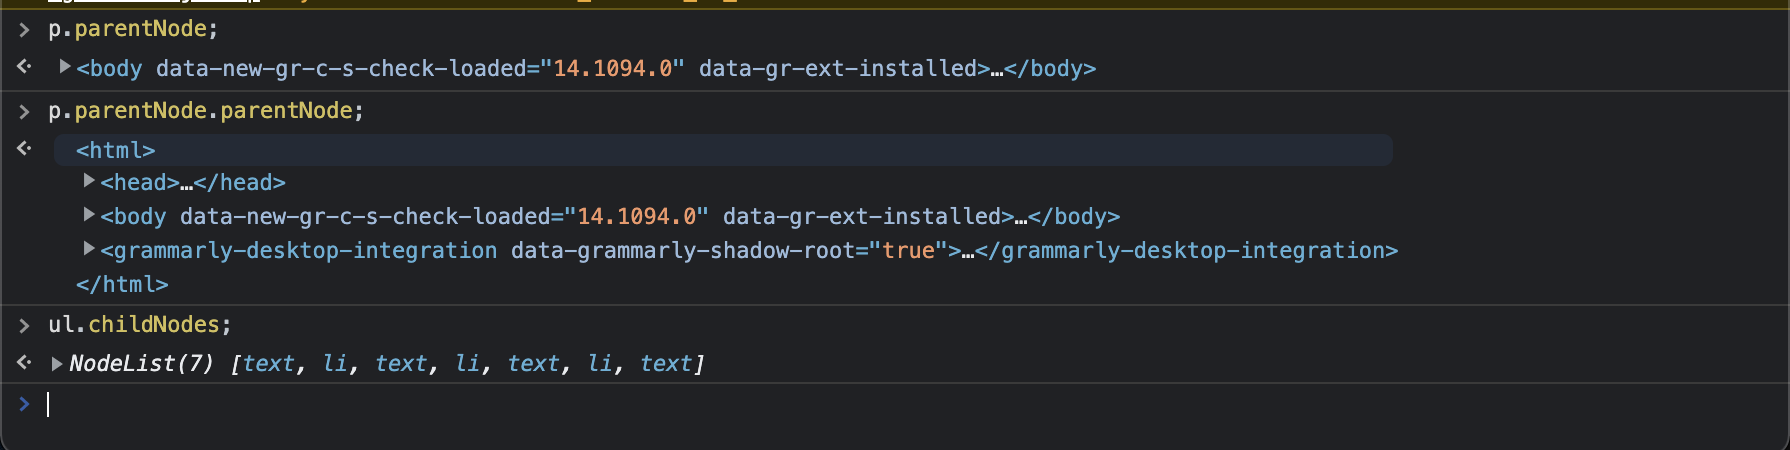 > p.parentNode;
<body data-new-gr-c-s-check-loaded="14.1094.0" data-gr-ext-installed>…</body>
> p.parentNode.parentNode;
<html>
<head>…</head>
<body data-new-gr-c-s-check-loaded="14.1094.0" data-gr-ext-installed>…</body>
<grammarly-desktop-integration data-grammarly-shadow-root="true">…</grammarly-desktop-integration>
</html>
> ul.childNodes;
NodeList(7) [text, li, text, li, text, li, text]
>